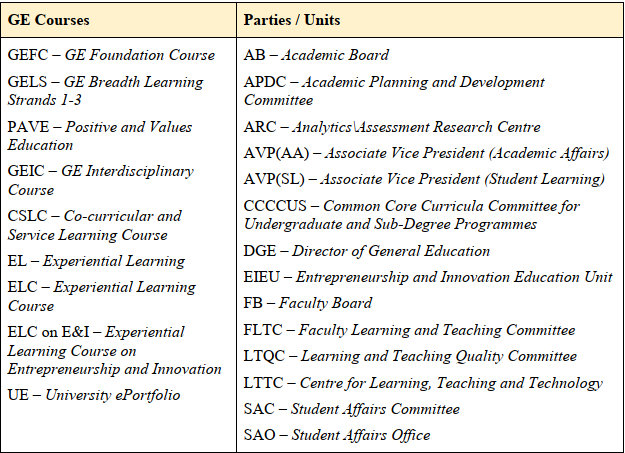 GE Courses
GEFC – GE Foundation Course
GELS – GE Breadth Learning
Strands 1-3
PAVE – Positive and Values
Education
GEIC – GE Interdisciplinary
Course
CSLC – Co-curricular and
Service Learning Course
EL – Experiential Learning
ELC – Experiential Learning
Course
ELC on E&I – Experiential
Learning Course on
Entrepreneurship and Innovation
UE – University ePortfolio
Parties / Units
AB – Academic Board
APDC – Academic Planning and Development
Committee
ARC – Analytics\Assessment Research Centre
AVP(AA) – Associate Vice President (Academic Affairs)
AVP(SL) – Associate Vice President (Student Learning)
CCCCUS – Common Core Curricula Committee for
Undergraduate and Sub-Degree Programmes
DGE – Director of General Education
EIEU – Entrepreneurship and Innovation Education Unit
FB – Faculty Board
FLTC – Faculty Learning and Teaching Committee
LTQC – Learning and Teaching Quality Committee
LTTC – Centre for Learning, Teaching and Technology
SAC – Student Affairs Committee
SAO – Student Affairs Office